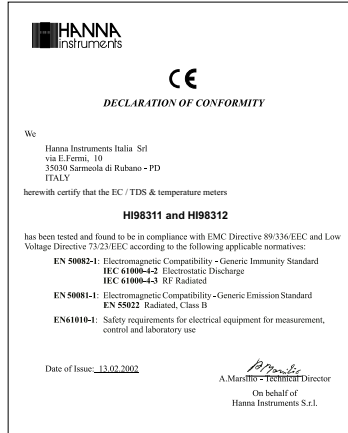 HANNA
instruments
CE
DECLARATION OF CONFORMITY
We
Hanna Instruments Italia Srl
via E.Fermi, 10
35030 Sarmeola di Rubano - PD
ITALY
herewith certify that the EC / TDS & temperature meters
HI98311 and HI98312
has been tested and found to be in compliance with EMC Directive 89/336/EEC and Low
Voltage Directive 73/23/EEC according to the following applicable normatives:
EN 50082-1: Electromagnetic Compatibility - Generic Immunity Standard
IEC 61000-4-2 Electrostatic Discharge
IEC 61000-4-3 RF Radiated
EN 50081-1: Electromagnetic Compatibility - Generic Emission Standard
EN 55022 Radiated, Class B
EN61010-1: Safety requirements for electrical equipment for measurement,
control and laboratory use
Date of Issue: 13.02.2002
A.Marsilio - Technical Director
On behalf of
Hanna Instruments S.r.l.